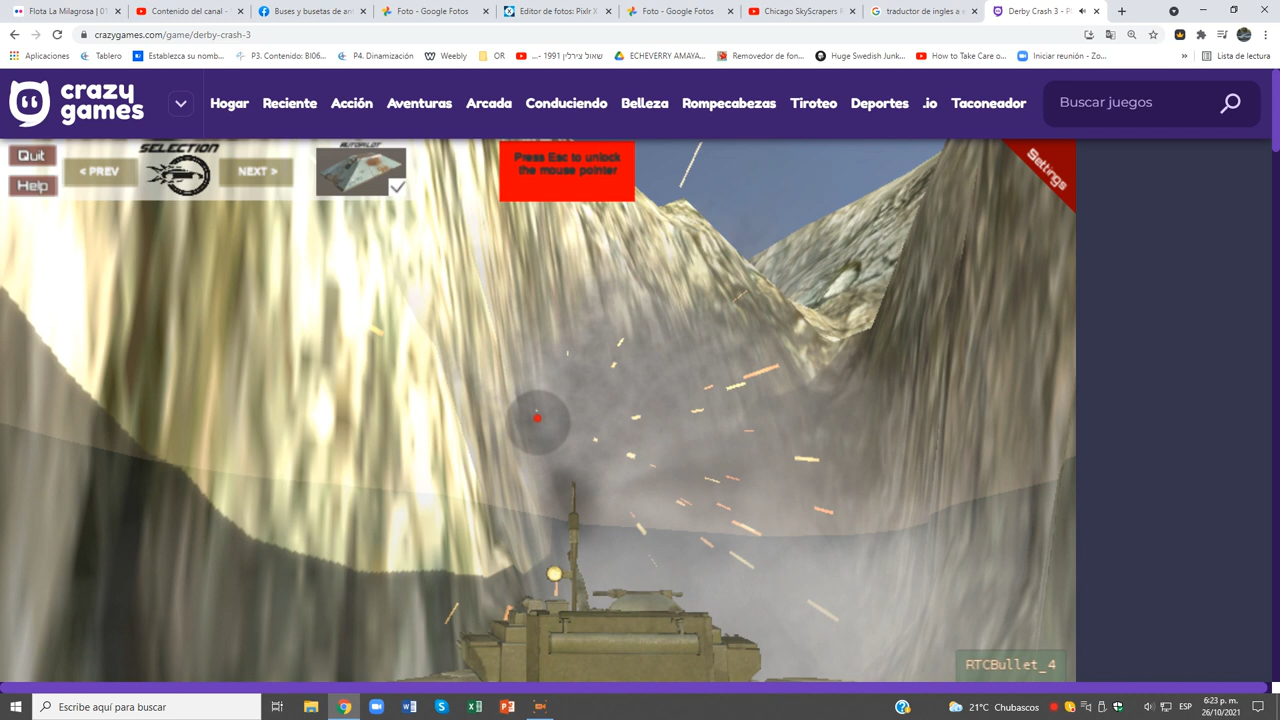 Flota La Milagrosa | 01
Contenido del canal -
Buses y busetas de an
Foto - Google Fotos
Editor de fotos: Pixlr X
Foto - Google Fotos
Chicago SkyScrapers
traductor de ingles a e
Derby Crash 3 - P
crazygames.com/game/derby-crash-3
Aplicaciones
Tablero
Establezca su nomb...
P3. Contenido: BI06...
P4. Dinamización
Weebly
OR
שאול צירלין 1991 -...
ECHEVERRY AMAYA...
Removedor de fon...
Huge Swedish Junk...
How to Take Care o...
Iniciar reunión - Zo...
»
Lista de lectura
crazy games
Hogar
Reciente
Acción
Aventuras
Arcada
Conduciendo
Belleza
Rompecabezas
Tiroteo
Deportes
.io
Taconeador
Buscar juegos
Quit
Help
SELECTION
< PREV
NEXT >
AUTOPILOT
Press Esc to unlock
the mouse pointer
Settings
RTCBullet_4
Escribe aquí para buscar
21°C Chubascos
ESP
6:23 p. m.
26/10/2021